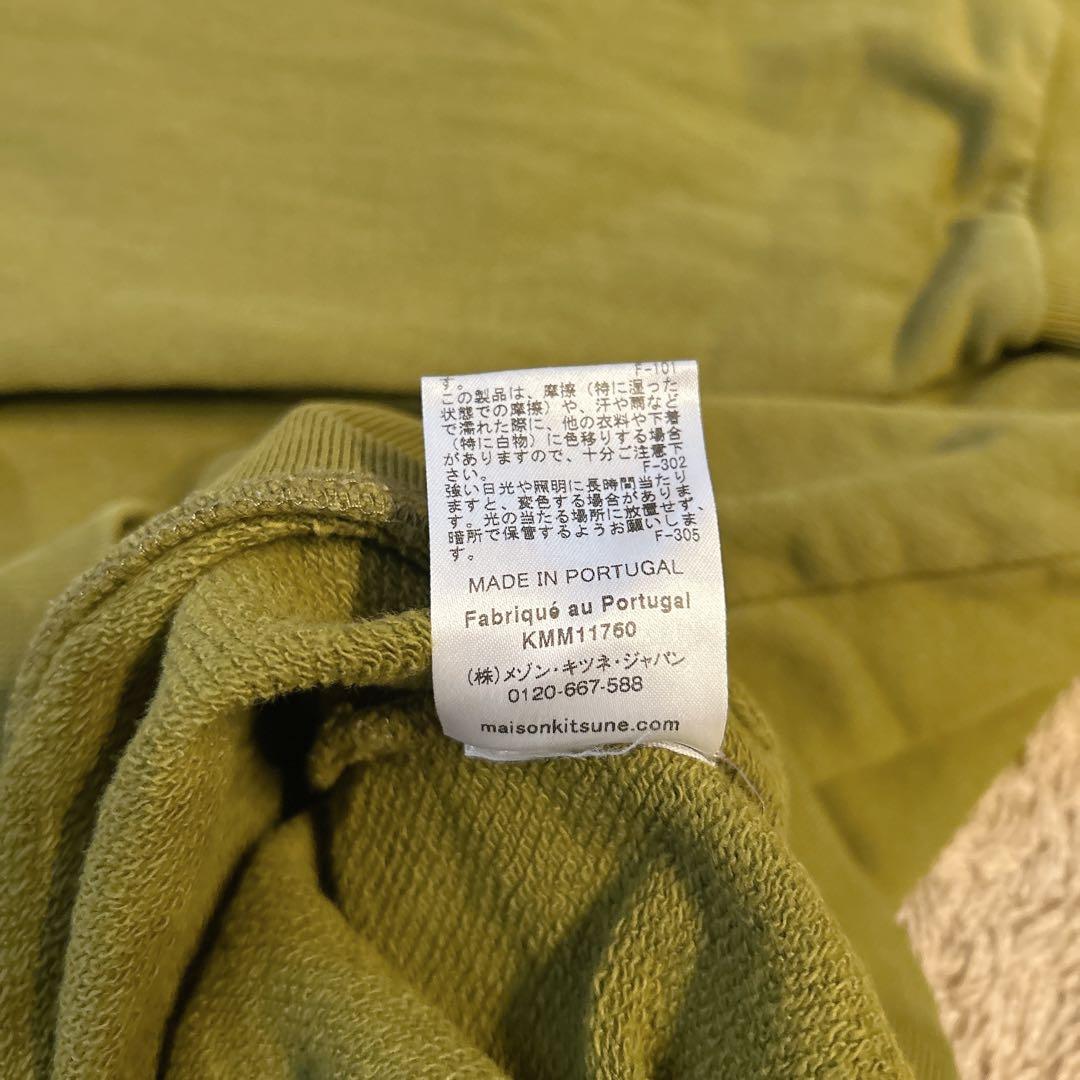 す。 F-101
この製品は、摩擦（特に湿った
状態での摩擦）や、汗や雨など
で濡れた際に、他の衣料や下着
（特に白物）に色移りする場合
がありますので、十分ご注意下
さい。 F-302
強い日光や照明に長時間当たり
ますと、変色する場合がありま
す。光の当たる場所に放置せず、
暗所で保管するようお願いしま
す。 F-305
MADE IN PORTUGAL
Fabriqué au Portugal
KMM11760
（株）メゾン・キツネ・ジャパン
0120-667-588
maisonkitsune.com